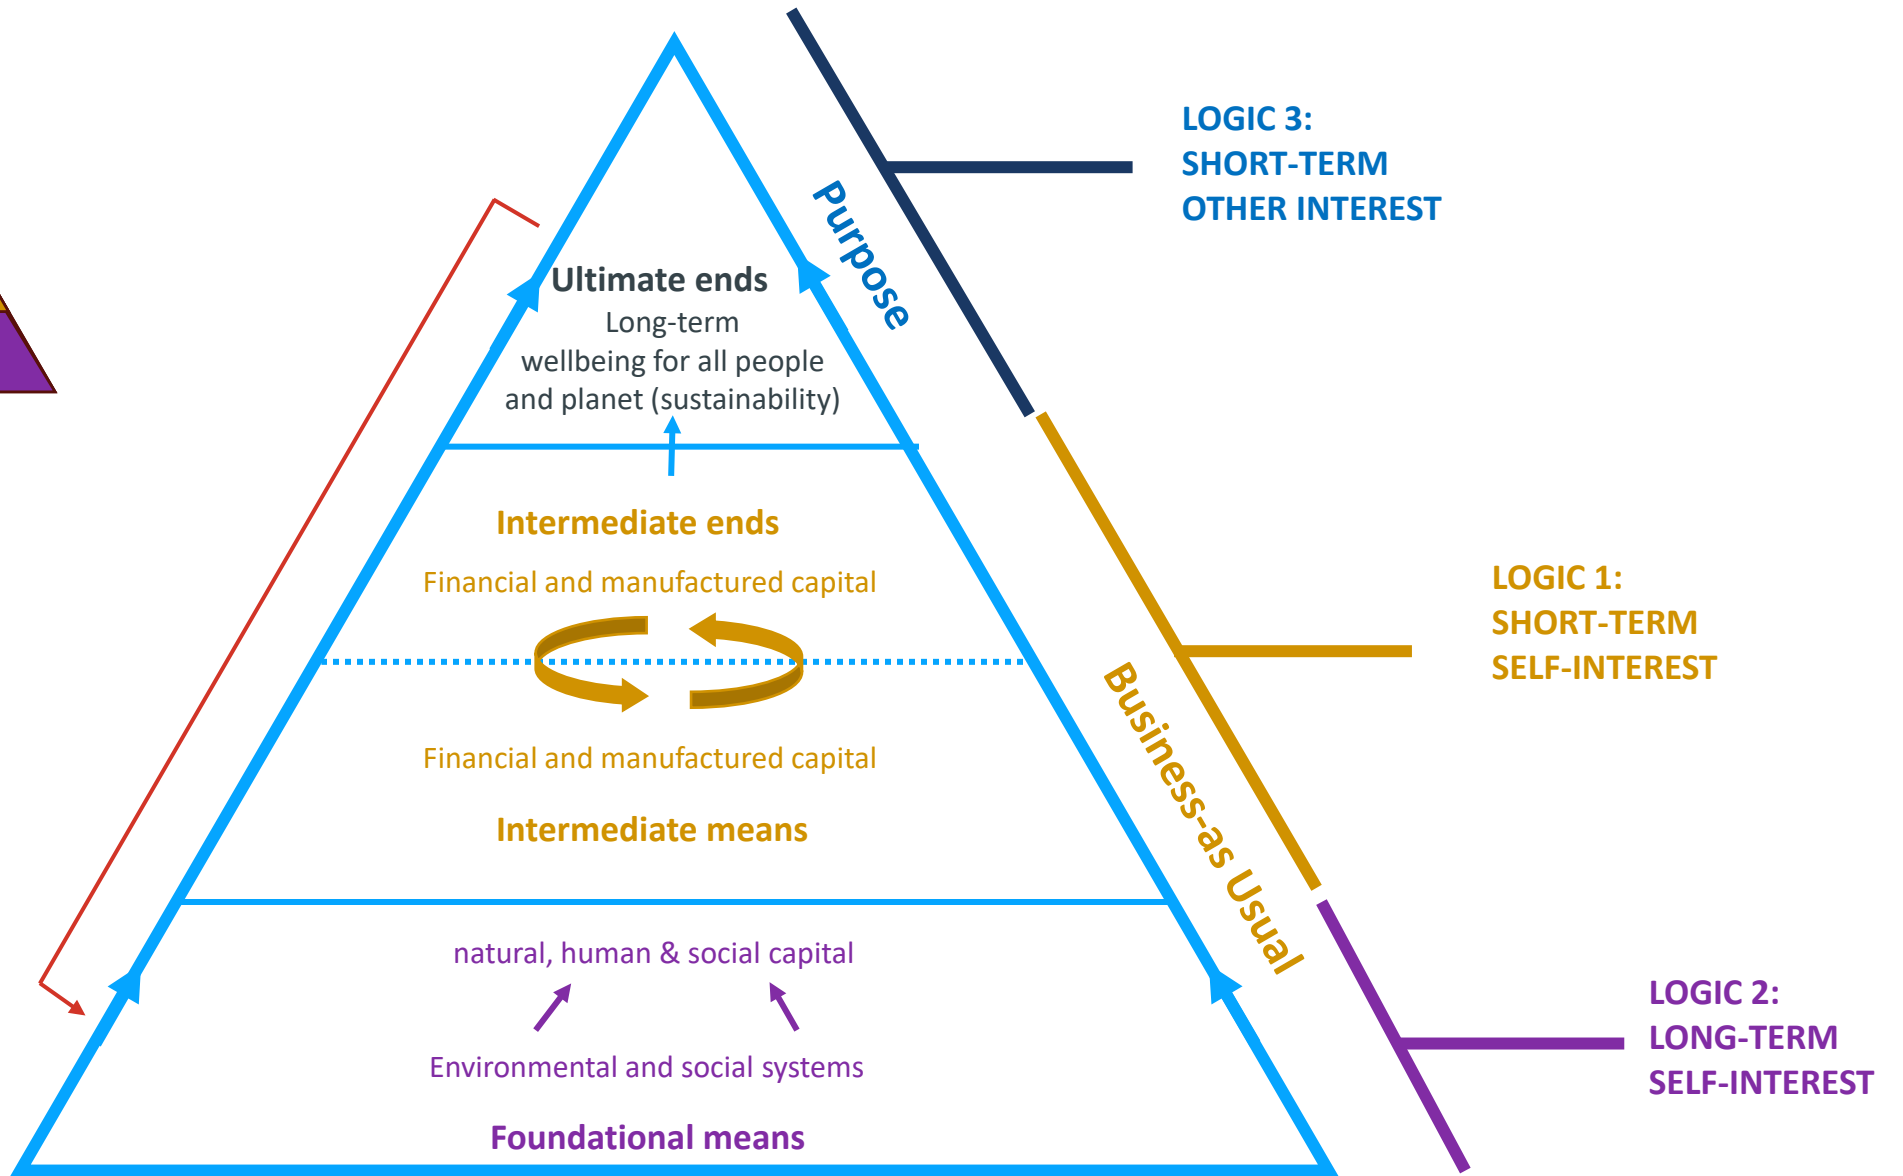 LOGIC 3:
SHORT-TERM
OTHER INTEREST
Purpose
Ultimate ends
Long-term
wellbeing for all people
and planet (sustainability)
Intermediate ends
Financial and manufactured capital
LOGIC 1:
SHORT-TERM
SELF-INTEREST
Business-as Usual
Financial and manufactured capital
Intermediate means
natural, human & social capital
Environmental and social systems
Foundational means
LOGIC 2:
LONG-TERM
SELF-INTEREST